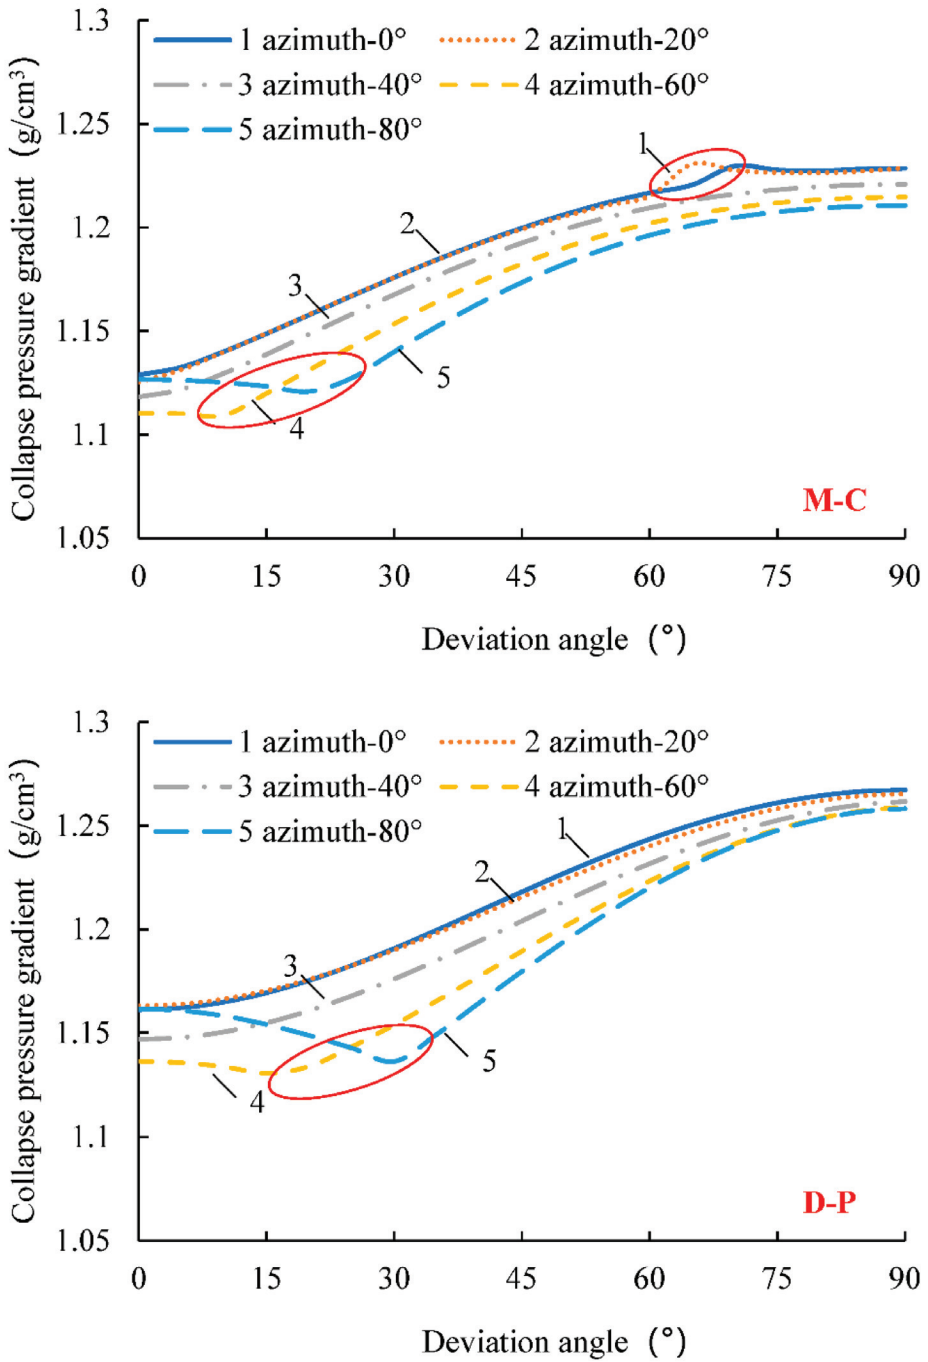 1.3
1 azimuth-0°
2 azimuth-20°
3 azimuth-40°
4 azimuth-60°
5 azimuth-80°
1.25
1.2
1.15
1.1
1.05
Collapse pressure gradient (g/cm³)
1
2
3
4
5
M-C
0 15 30 45 60 75 90
Deviation angle (°)
1.3
1 azimuth-0°
2 azimuth-20°
3 azimuth-40°
4 azimuth-60°
5 azimuth-80°
1.25
1.2
1.15
1.1
1.05
Collapse pressure gradient (g/cm³)
1
2
3
4
5
D-P
0 15 30 45 60 75 90
Deviation angle (°)